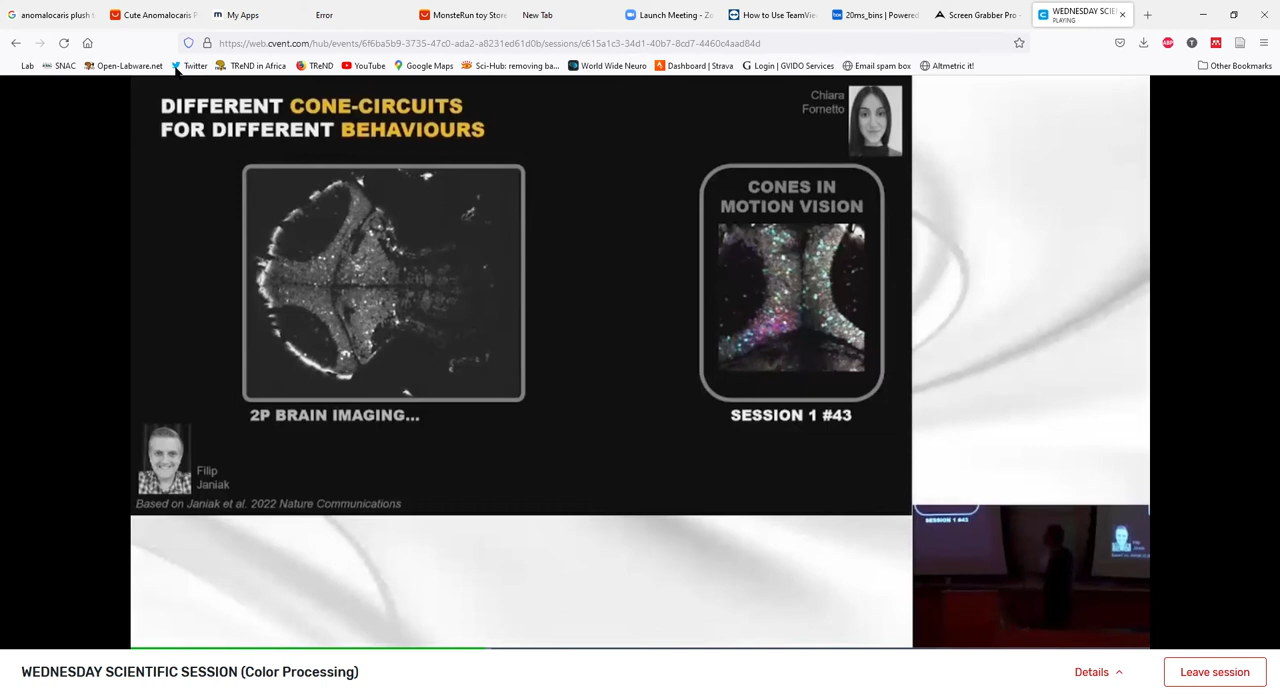 anomalocaris plush t
Cute Anomalocaris P
My Apps
Error
MonsteRun toy Store
New Tab
Launch Meeting - Zo
How to Use TeamVie
20ms_bins | Powered
Screen Grabber Pro -
WEDNESDAY SCIEN
PLAYING
https://web.cvent.com/hub/events/6f6ba5b9-3735-47c0-ada2-a8231ed61d0b/sessions/c615a1c3-34d1-40b7-8cd7-4460c4aad84d
Lab
SNAC
Open-Labware.net
Twitter
TReND in Africa
TReND
YouTube
Google Maps
Sci-Hub: removing ba...
World Wide Neuro
Dashboard | Strava
Login | GVIDO Services
Email spam box
Altmetric it!
Other Bookmarks
DIFFERENT CONE-CIRCUITS
FOR DIFFERENT BEHAVIOURS
Chiara
Fornetto
CONES IN
MOTION VISION
2P BRAIN IMAGING...
SESSION 1 #43
Filip
Janiak
Based on Janiak et al. 2022 Nature Communications
SESSION 1 #43
WEDNESDAY SCIENTIFIC SESSION (Color Processing)
Details
Leave session